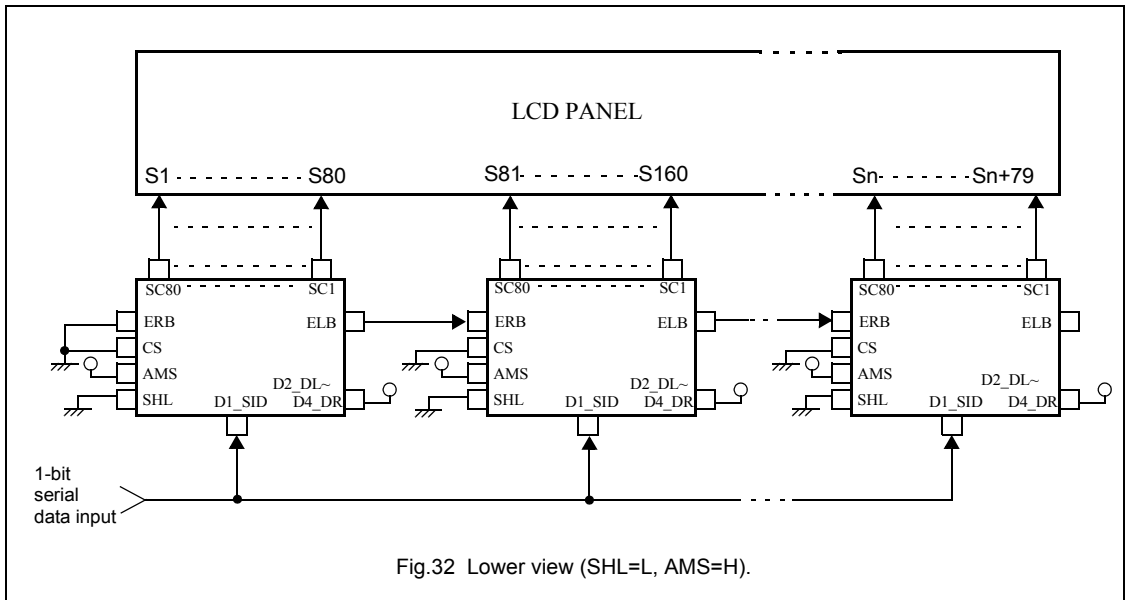 LCD PANEL
S1 S80 S81 S160 Sn Sn+79
SC80 SC1 SC80 SC1 SC80 SC1
ERB ELB ERB ELB ERB ELB
CS CS CS
AMS AMS AMS
D2_DL~ D2_DL~ D2_DL~
SHL D1_SID D4_DR SHL D1_SID D4_DR SHL D1_SID D4_DR
1-bit
serial
data input
Fig.32 Lower view (SHL=L, AMS=H).